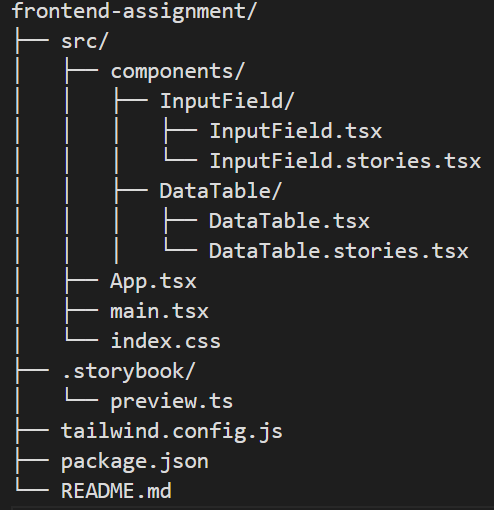 frontend-assignment/
├── src/
│   ├── components/
│   │   ├── InputField/
│   │   │   ├── InputField.tsx
│   │   │   └── InputField.stories.tsx
│   │   ├── DataTable/
│   │   │   ├── DataTable.tsx
│   │   │   └── DataTable.stories.tsx
│   ├── App.tsx
│   ├── main.tsx
│   └── index.css
├── .storybook/
│   └── preview.ts
├── tailwind.config.js
├── package.json
└── README.md